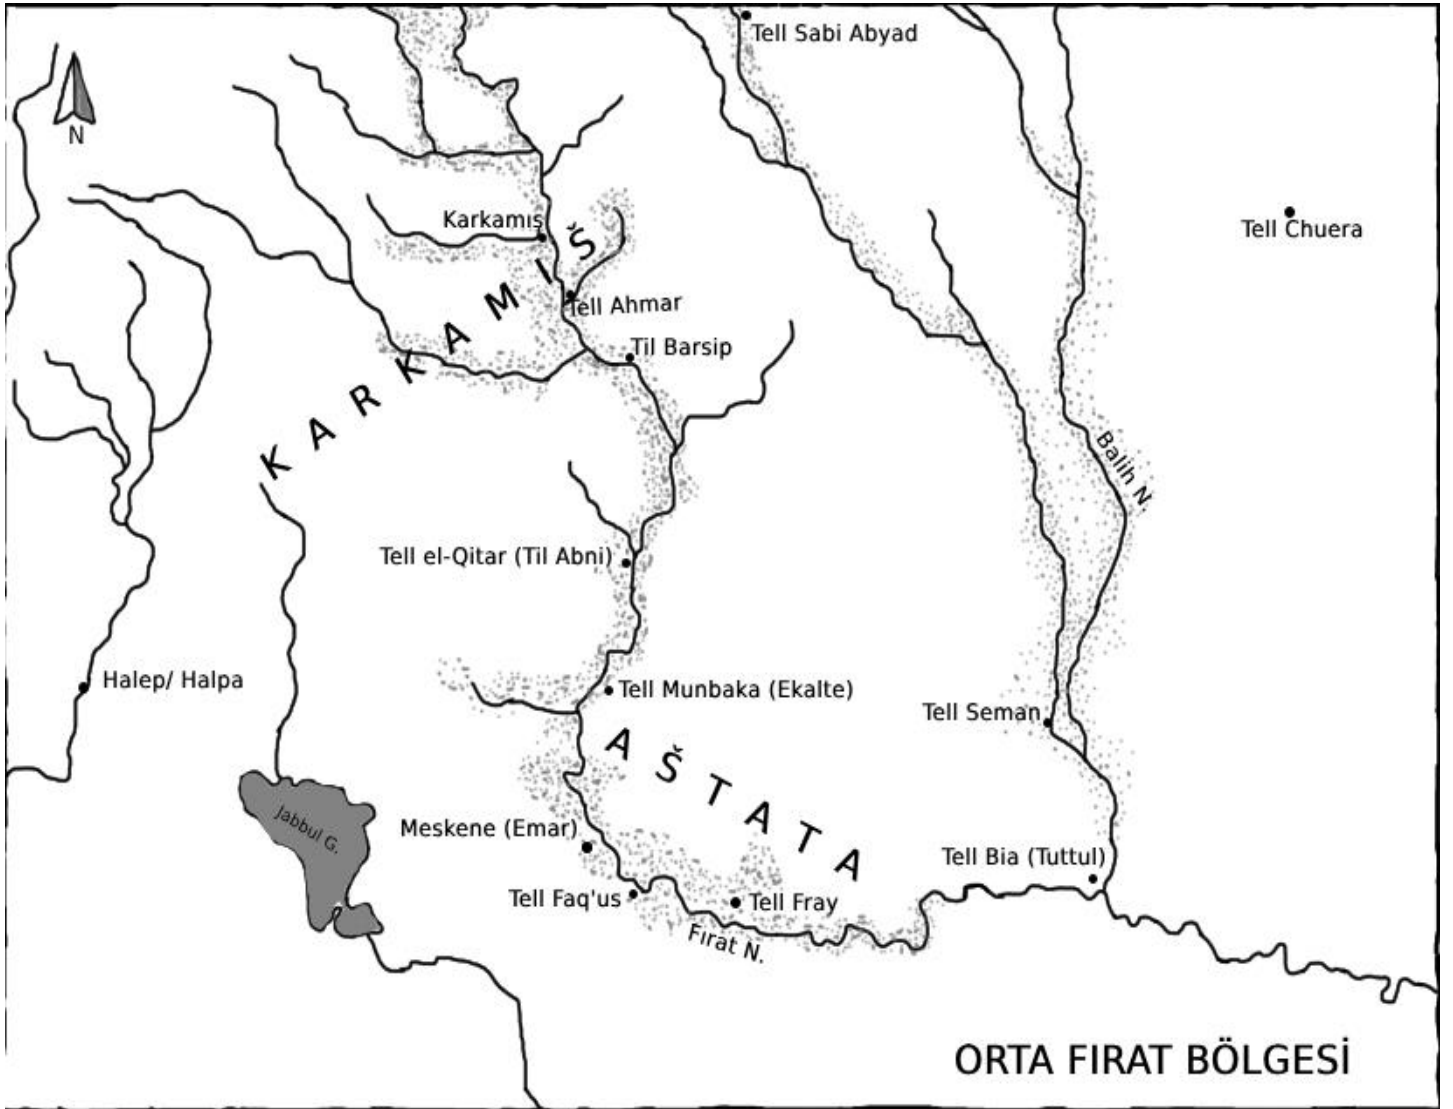 Tell Sabi Abyad
N
Karkamış
Tell Chuera
KARKAMIŠ
Tell Ahmar
Til Barsip
Balih N.
Tell el-Qitar (Til Abni)
Halep/ Halpa
Tell Munbaka (Ekalte)
Tell Seman
AŠTATA
Jabbul G.
Meskene (Emar)
Tell Bia (Tuttul)
Tell Faq'us
Tell Fray
Fırat N.
ORTA FIRAT BÖLGESİ